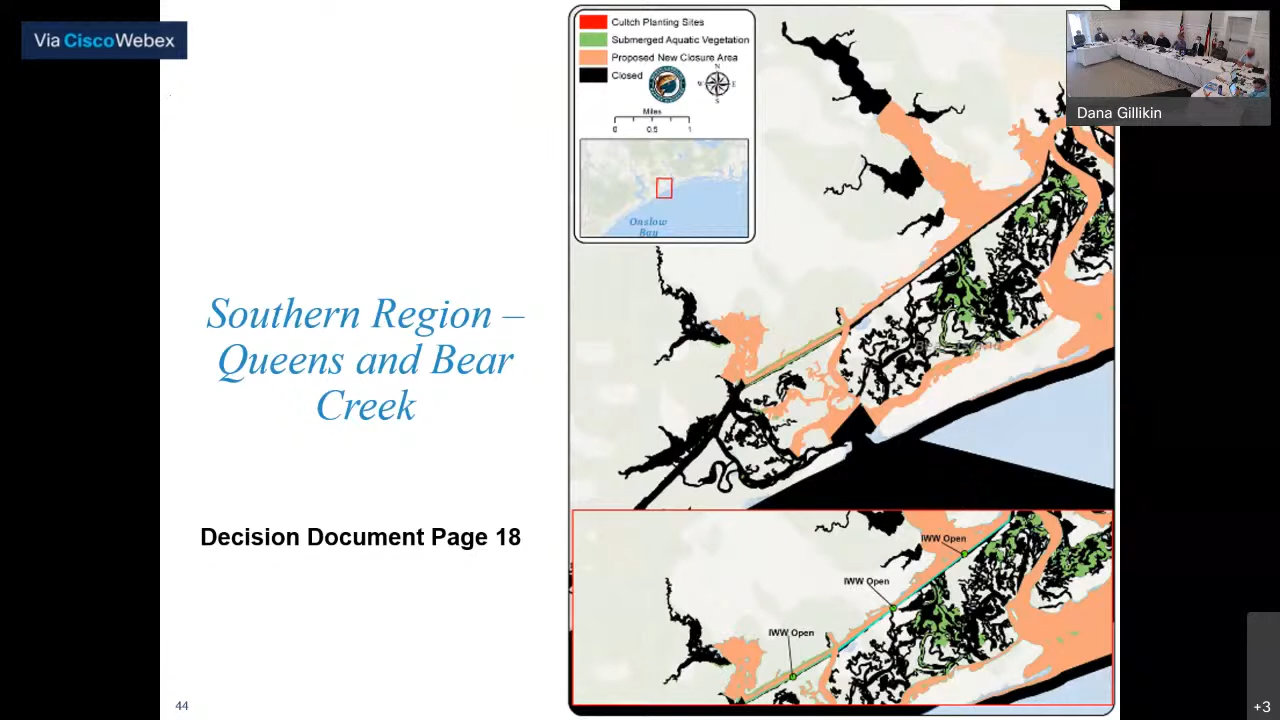 Via CiscoWebex
Cultch Planting Sites
Submerged Aquatic Vegetation
Proposed New Closure Area
Closed
N
W
E
S
Miles
0 0.5 1
Onslow
Bay
Dana Gillikin
Southern Region –
Queens and Bear
Creek
Decision Document Page 18
IWW Open
IWW Open
IWW Open
44
+3